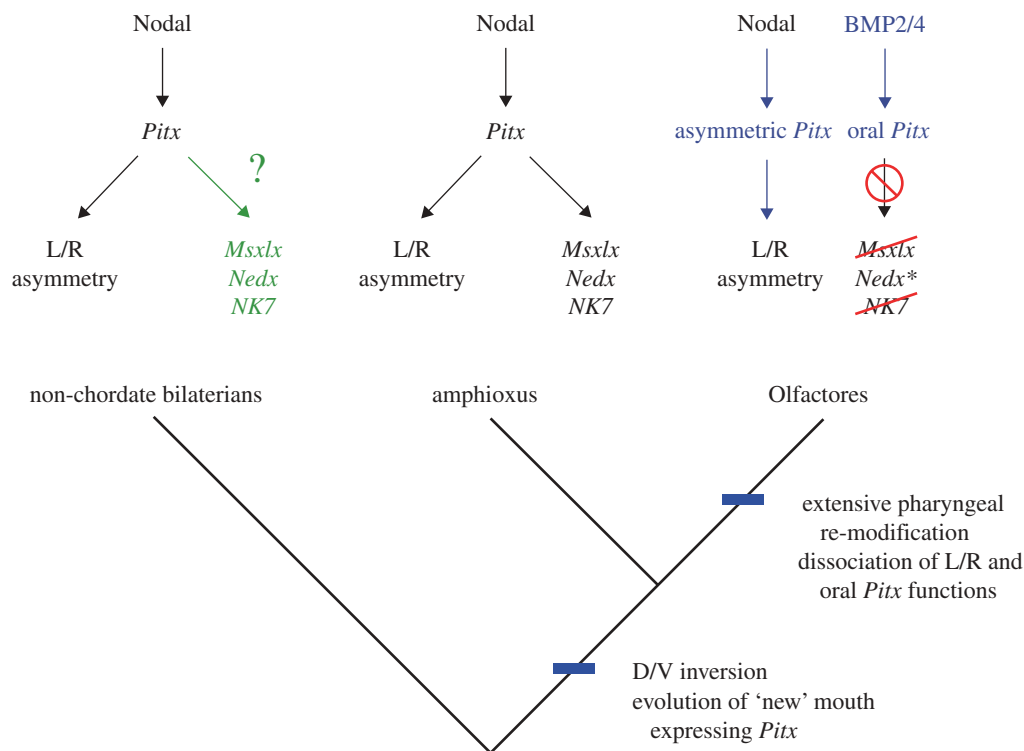 Nodal
Pitx
?
L/R
asymmetry
Msxlx
Nedx
NK7
Nodal
Pitx
L/R
asymmetry
Msxlx
Nedx
NK7
Nodal
BMP2/4
asymmetric Pitx
oral Pitx
L/R
asymmetry
Msxlx
Nedx*
NK7
non-chordate bilaterians
amphioxus
Olfactores
extensive pharyngeal
re-modification
dissociation of L/R and
oral Pitx functions
D/V inversion
evolution of ‘new’ mouth
expressing Pitx